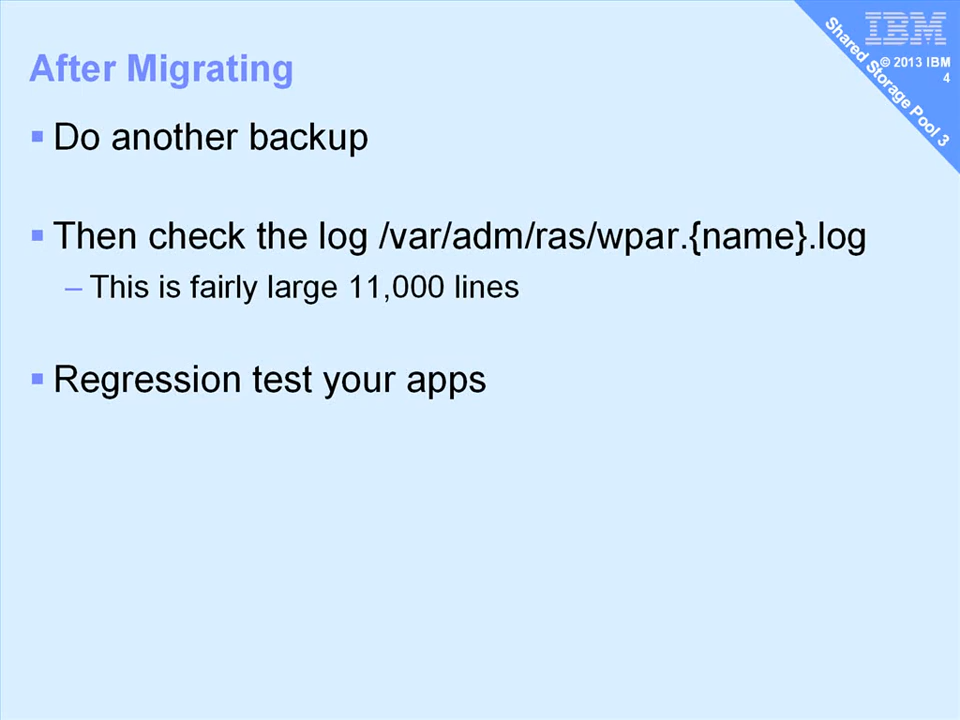 After Migrating
▪ Do another backup
▪ Then check the log /var/adm/ras/wpar.{name}.log
– This is fairly large 11,000 lines
▪ Regression test your apps
Shared Storage Pool 3
IBM
© 2013 IBM
4